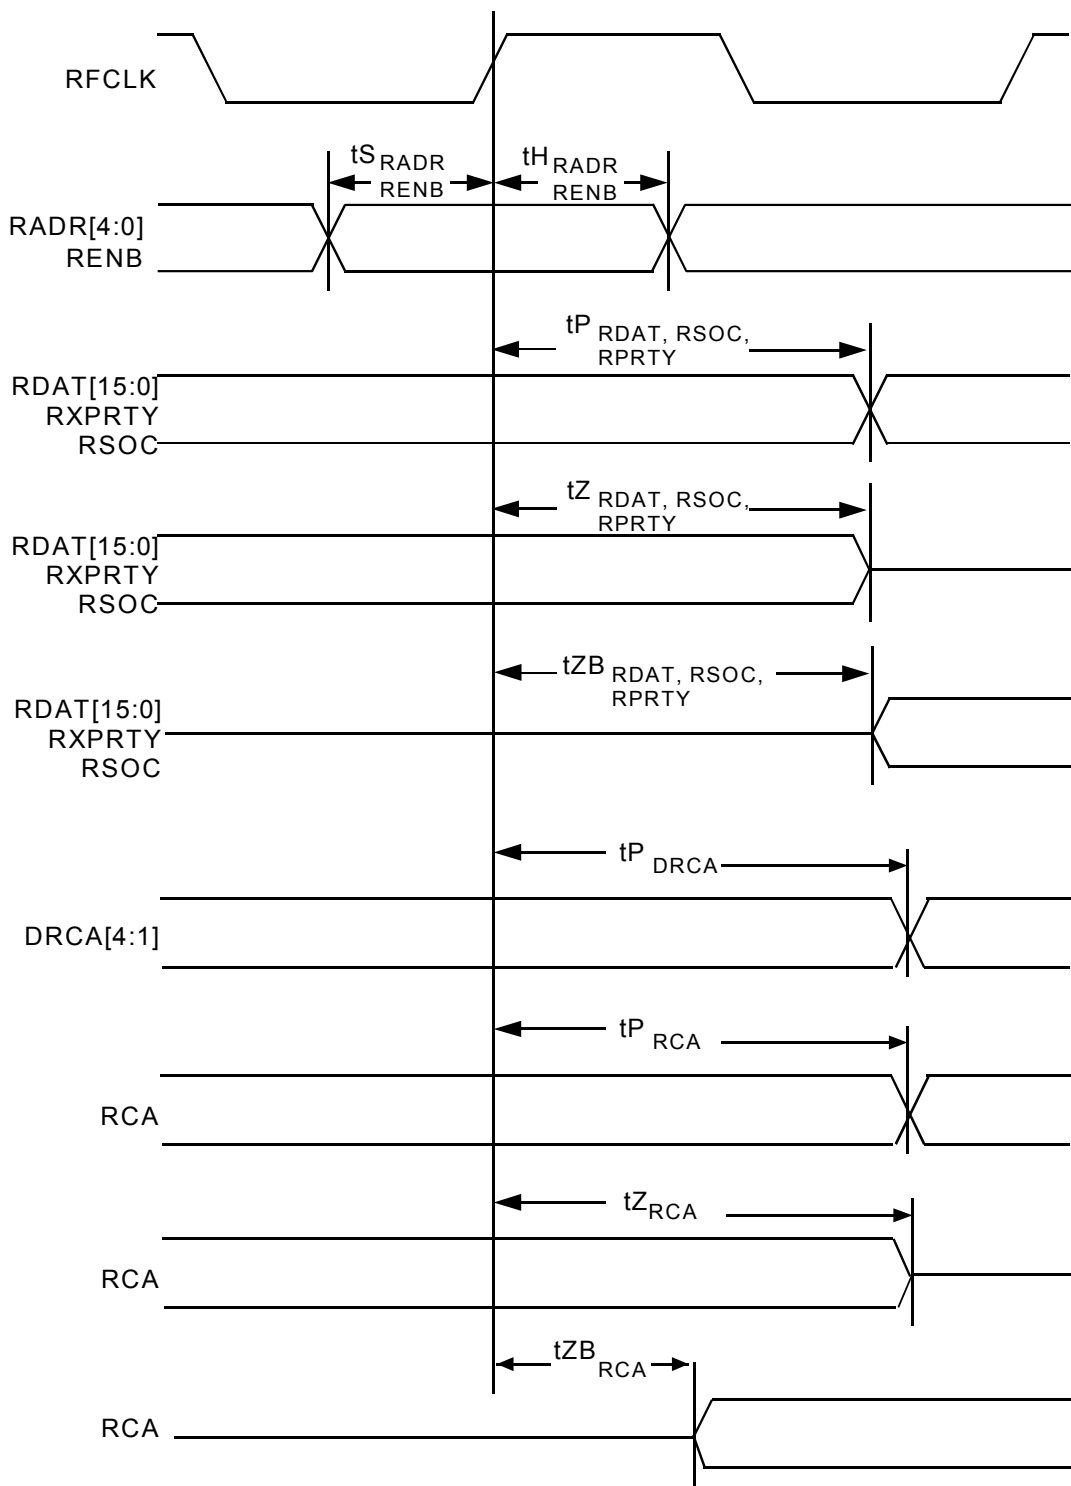 RFCLK
tS RADR
RENB
tH RADR
RENB
RADR[4:0]
RENB
tP RDAT, RSOC,
RPRTY
RDAT[15:0]
RXPRTY
RSOC
tZ RDAT, RSOC,
RPRTY
RDAT[15:0]
RXPRTY
RSOC
tZB RDAT, RSOC,
RPRTY
RDAT[15:0]
RXPRTY
RSOC
tP DRCA
DRCA[4:1]
tP RCA
RCA
tZ RCA
RCA
tZB RCA
RCA